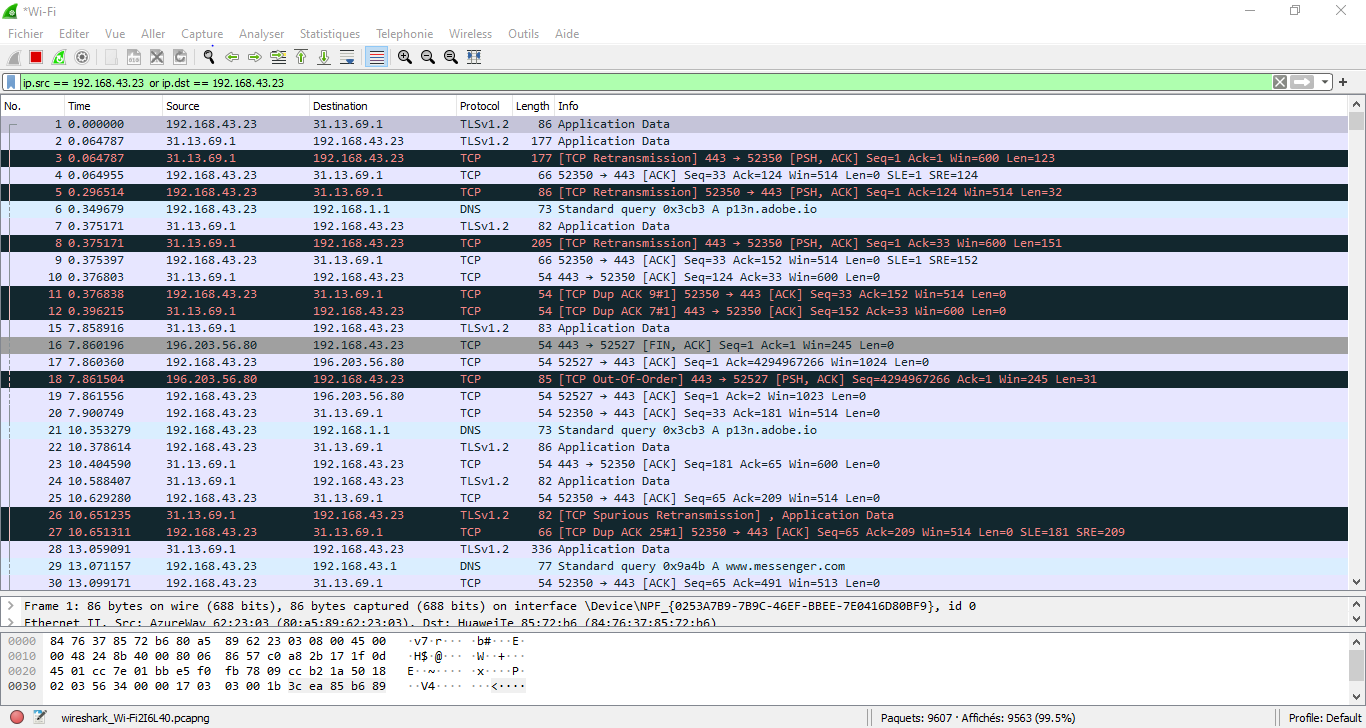 *Wi-Fi
Fichier Editer Vue Aller Capture Analyser Statistiques Telephonie Wireless Outils Aide
ip.src == 192.168.43.23 or ip.dst == 192.168.43.23
No. Time Source Destination Protocol Length Info
1 0.000000 192.168.43.23 31.13.69.1 TLSv1.2 86 Application Data
2 0.064787 31.13.69.1 192.168.43.23 TLSv1.2 177 Application Data
3 0.064787 31.13.69.1 192.168.43.23 TCP 177 [TCP Retransmission] 443 → 52350 [PSH, ACK] Seq=1 Ack=1 Win=600 Len=123
4 0.064955 192.168.43.23 31.13.69.1 TCP 66 52350 → 443 [ACK] Seq=33 Ack=124 Win=514 Len=0 SLE=1 SRE=124
5 0.296514 192.168.43.23 31.13.69.1 TCP 86 [TCP Retransmission] 52350 → 443 [PSH, ACK] Seq=1 Ack=124 Win=514 Len=32
6 0.349679 192.168.43.23 192.168.1.1 DNS 73 Standard query 0x3cb3 A p13n.adobe.io
7 0.375171 31.13.69.1 192.168.43.23 TLSv1.2 82 Application Data
8 0.375171 31.13.69.1 192.168.43.23 TCP 205 [TCP Retransmission] 443 → 52350 [PSH, ACK] Seq=1 Ack=33 Win=600 Len=151
9 0.375397 192.168.43.23 31.13.69.1 TCP 66 52350 → 443 [ACK] Seq=33 Ack=152 Win=514 Len=0 SLE=1 SRE=152
10 0.376803 31.13.69.1 192.168.43.23 TCP 54 443 → 52350 [ACK] Seq=124 Ack=33 Win=600 Len=0
11 0.376838 192.168.43.23 31.13.69.1 TCP 54 [TCP Dup ACK 9#1] 52350 → 443 [ACK] Seq=33 Ack=152 Win=514 Len=0
12 0.396215 31.13.69.1 192.168.43.23 TCP 54 [TCP Dup ACK 7#1] 443 → 52350 [ACK] Seq=152 Ack=33 Win=600 Len=0
15 7.858916 31.13.69.1 192.168.43.23 TLSv1.2 83 Application Data
16 7.860196 196.203.56.80 192.168.43.23 TCP 54 443 → 52527 [FIN, ACK] Seq=1 Ack=1 Win=245 Len=0
17 7.860360 192.168.43.23 196.203.56.80 TCP 54 52527 → 443 [ACK] Seq=1 Ack=4294967266 Win=1024 Len=0
18 7.861504 196.203.56.80 192.168.43.23 TCP 85 [TCP Out-Of-Order] 443 → 52527 [PSH, ACK] Seq=4294967266 Ack=1 Win=245 Len=31
19 7.861556 192.168.43.23 196.203.56.80 TCP 54 52527 → 443 [ACK] Seq=1 Ack=2 Win=1023 Len=0
20 7.900749 192.168.43.23 31.13.69.1 TCP 54 52350 → 443 [ACK] Seq=33 Ack=181 Win=514 Len=0
21 10.353279 192.168.43.23 192.168.1.1 DNS 73 Standard query 0x3cb3 A p13n.adobe.io
22 10.378614 192.168.43.23 31.13.69.1 TLSv1.2 86 Application Data
23 10.404590 31.13.69.1 192.168.43.23 TCP 54 443 → 52350 [ACK] Seq=181 Ack=65 Win=600 Len=0
24 10.588407 31.13.69.1 192.168.43.23 TLSv1.2 82 Application Data
25 10.629280 192.168.43.23 31.13.69.1 TCP 54 52350 → 443 [ACK] Seq=65 Ack=209 Win=514 Len=0
26 10.651235 31.13.69.1 192.168.43.23 TLSv1.2 82 [TCP Spurious Retransmission] , Application Data
27 10.651311 192.168.43.23 31.13.69.1 TCP 66 [TCP Dup ACK 25#1] 52350 → 443 [ACK] Seq=65 Ack=209 Win=514 Len=0 SLE=181 SRE=209
28 13.059091 31.13.69.1 192.168.43.23 TLSv1.2 336 Application Data
29 13.071157 192.168.43.23 192.168.43.1 DNS 77 Standard query 0x9a4b A www.messenger.com
30 13.099171 192.168.43.23 31.13.69.1 TCP 54 52350 → 443 [ACK] Seq=65 Ack=491 Win=513 Len=0
Frame 1: 86 bytes on wire (688 bits), 86 bytes captured (688 bits) on interface \Device\NPF_{0253A7B9-7B9C-46EF-BBEE-7E0416D80BF9}, id 0
Ethernet II, Src: AzureWav_62:23:03 (80:a5:89:62:23:03), Dst: HuaweiTe_85:72:b6 (84:76:37:85:72:b6)
0000 84 76 37 85 72 b6 80 a5 89 62 23 03 08 00 45 00 ·v7·r··· ·b#···E·
0010 00 48 24 8b 40 00 80 06 86 57 c0 a8 2b 17 1f 0d ·H$·@··· ·W··+···
0020 45 01 cc 7e 01 bb e5 f0 fb 78 09 cc b2 1a 50 18 E··~···· ·x····P·
0030 02 03 56 34 00 00 17 03 03 00 1b 3c ea 85 b6 89 ··V4···· ···<····
wireshark_Wi-Fi2I6L40.pcapng Paquets: 9607 · Affichés: 9563 (99.5%) Profile: Default